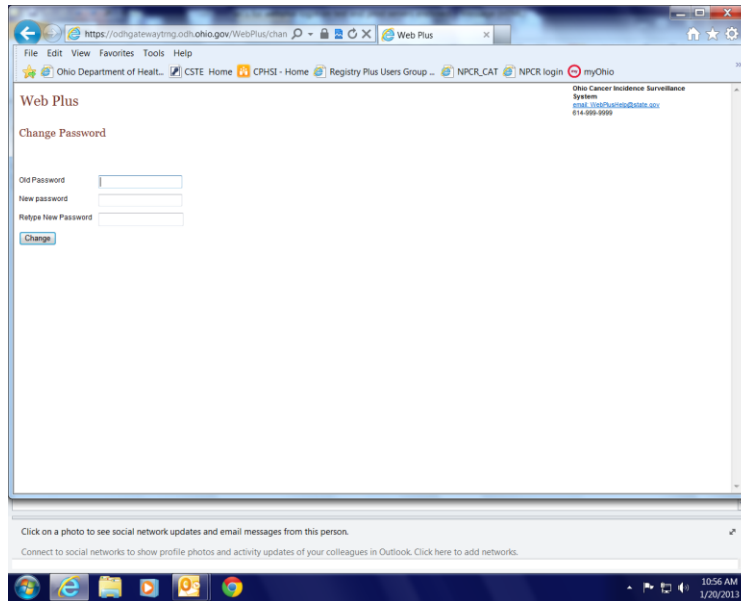 https://odhgatewaytrng.odh.ohio.gov/WebPlus/chan
Web Plus
File Edit View Favorites Tools Help
Ohio Department of Healt... CSTE Home CPHSI - Home Registry Plus Users Group ... NPCR_CAT NPCR login myOhio
Web Plus
Ohio Cancer Incidence Surveillance
System
email: WebPlusHelp@state.gov
614-999-9999
Change Password
Old Password
New password
Retype New Password
Change
Click on a photo to see social network updates and email messages from this person.
Connect to social networks to show profile photos and activity updates of your colleagues in Outlook. Click here to add networks.
10:56 AM
1/20/2013